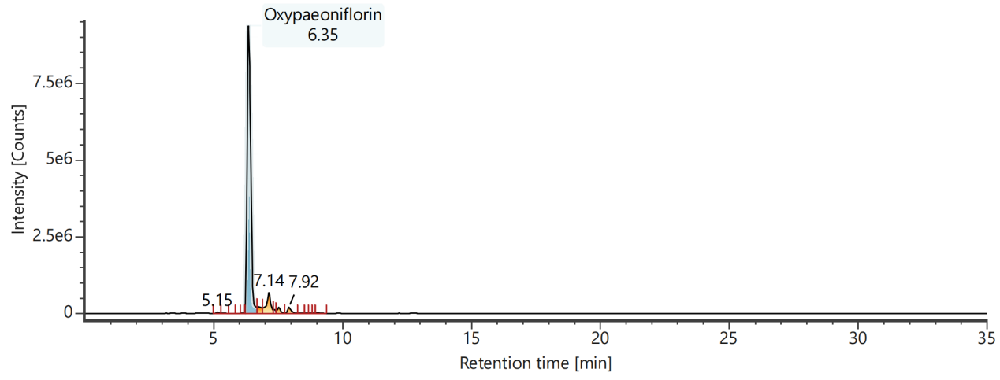 Oxypaeoniflorin
6.35
Intensity [Counts]
7.5e6
5e6
2.5e6
0
5.15
7.14
7.92
5
10
15
20
25
30
35
Retention time [min]